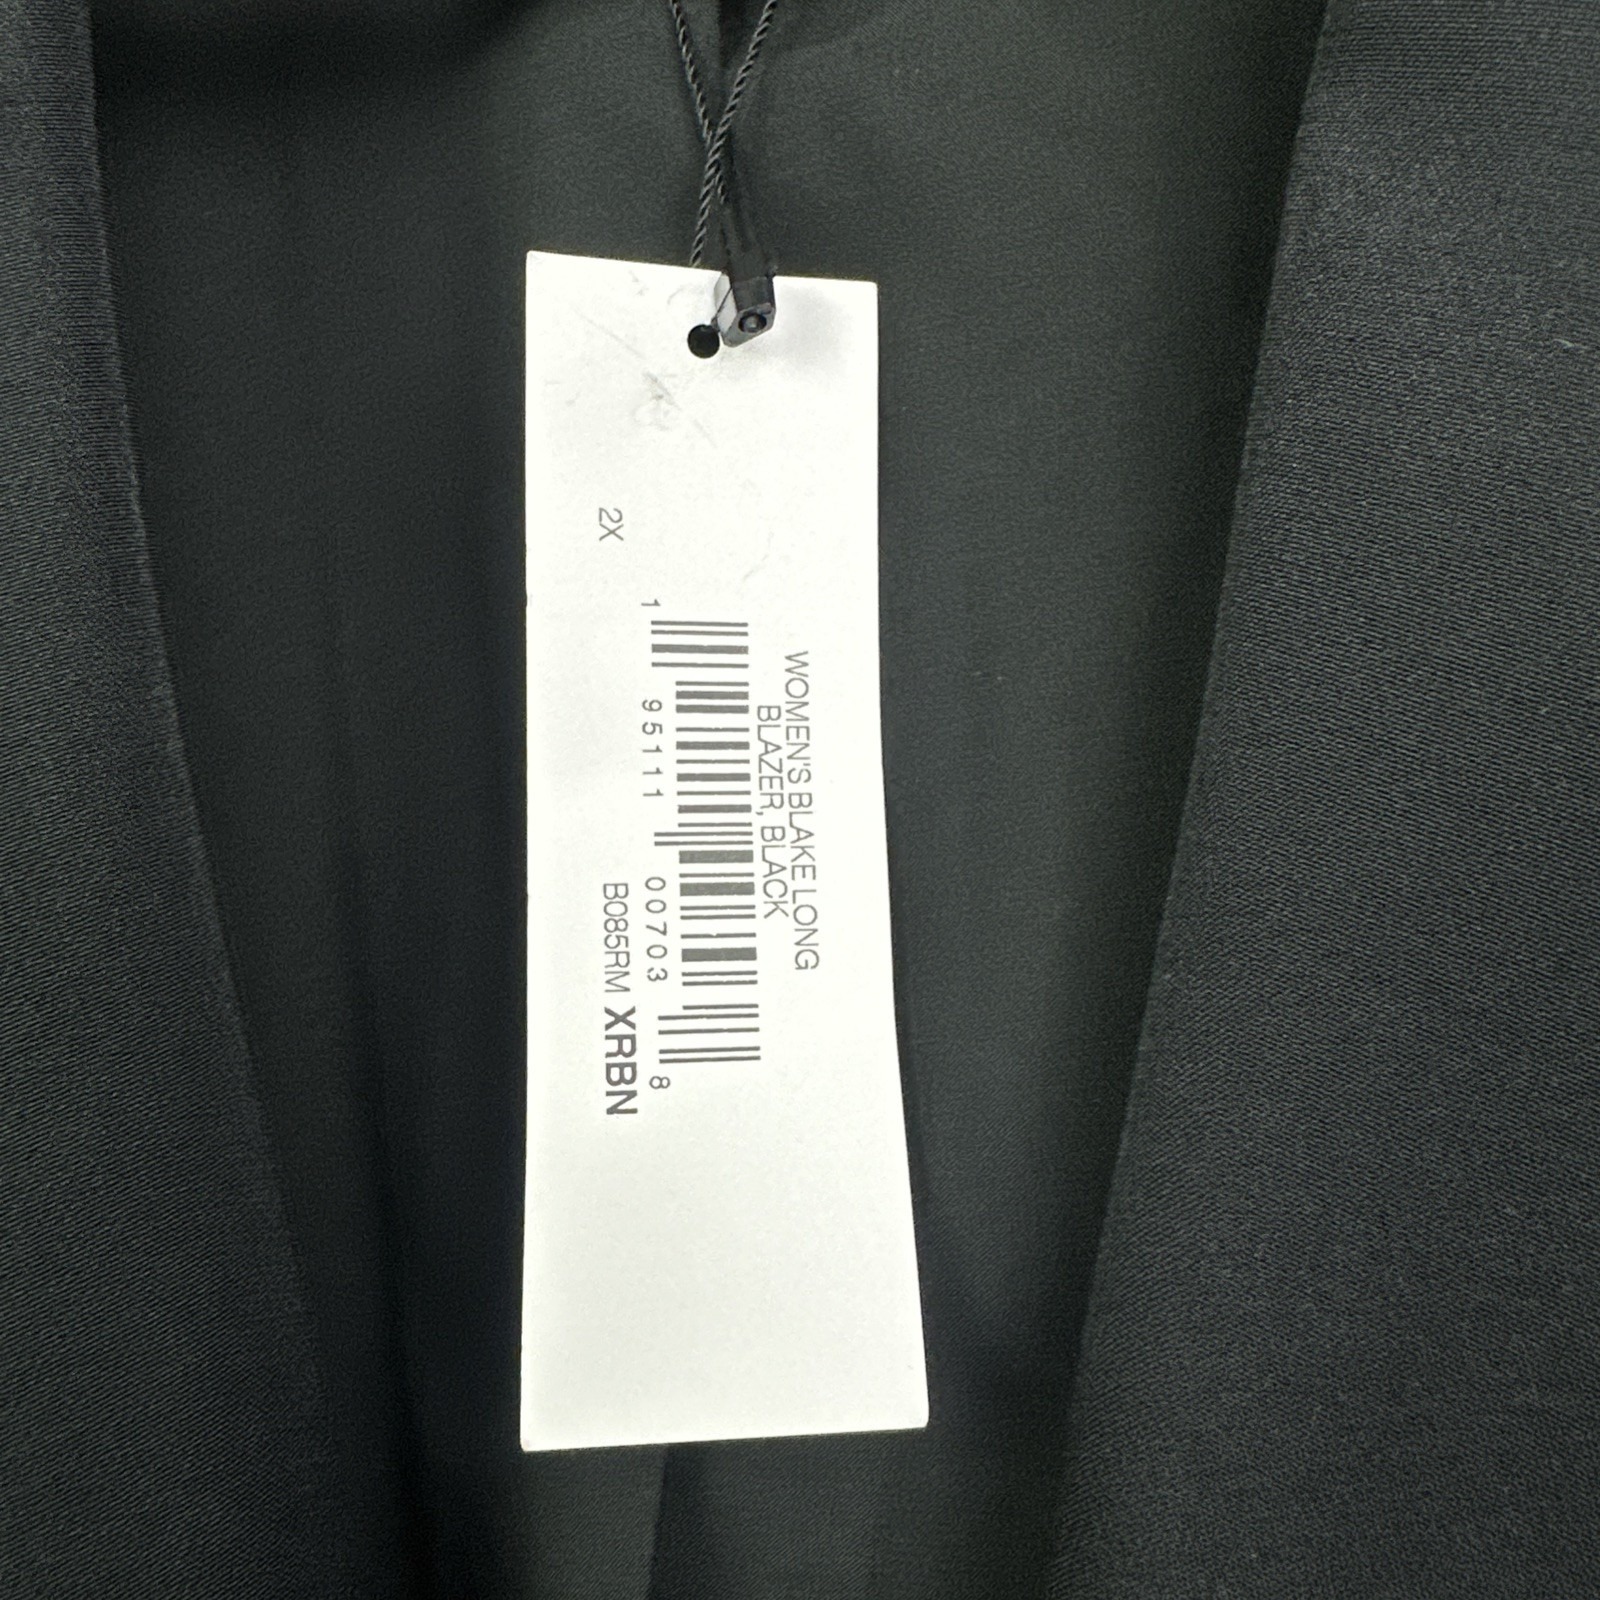 WOMEN'S BLAKE LONG
BLAZER, BLACK
1 95111 00703 8
B085RM XRBN
2X